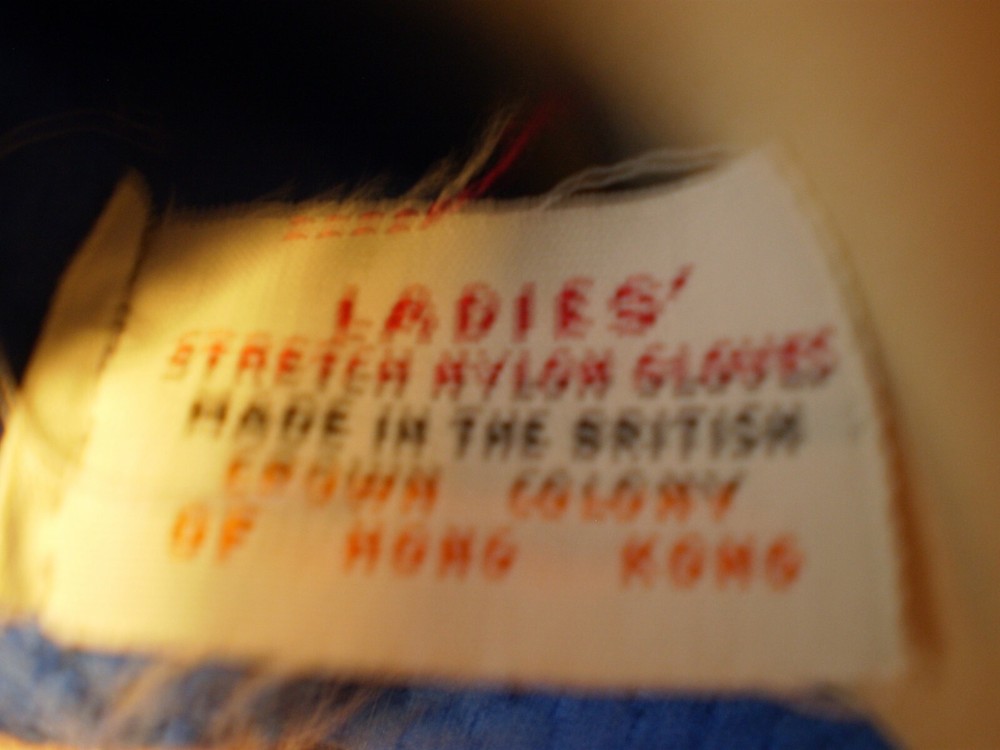 LADIES'
STRETCH NYLON GLOVES
MADE IN THE BRITISH
CROWN COLONY
OF HONG KONG